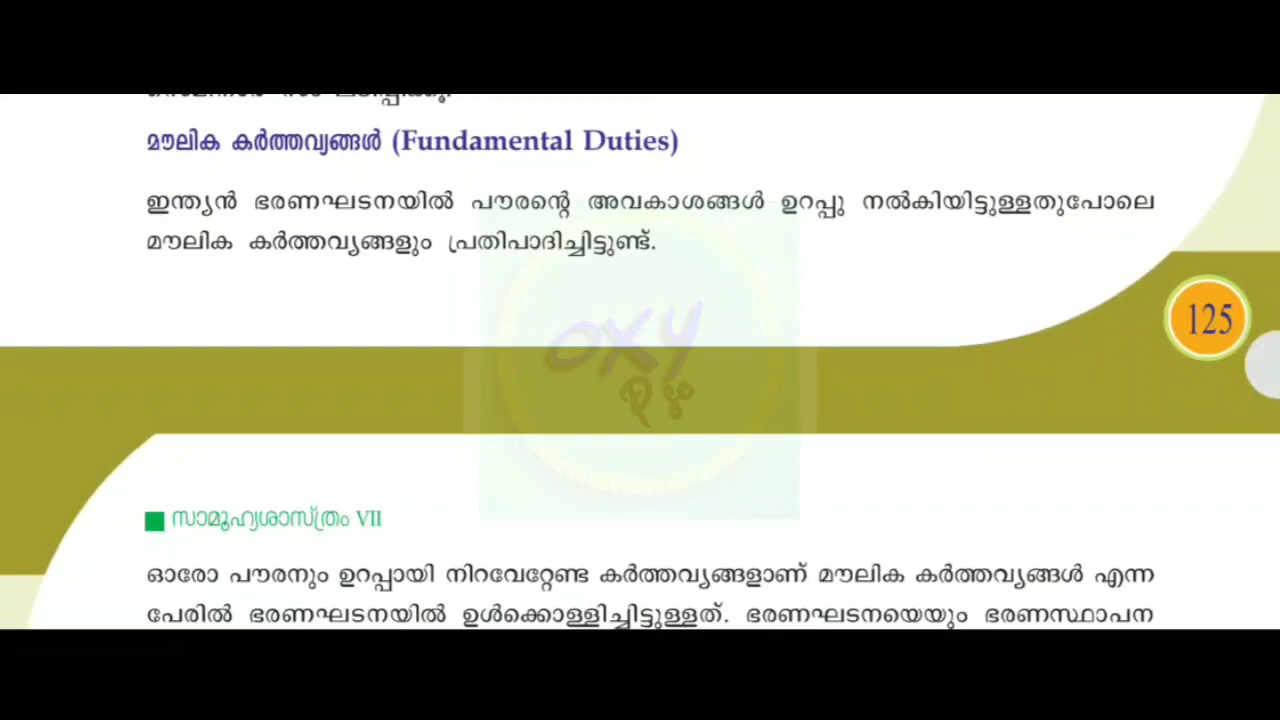 മൗലിക കർത്തവ്യങ്ങൾ (Fundamental Duties)
ഇന്ത്യൻ ഭരണഘടനയിൽ പൗരന്റെ അവകാശങ്ങൾ ഉറപ്പു നൽകിയിട്ടുള്ളതുപോലെ
മൗലിക കർത്തവ്യങ്ങളും പ്രതിപാദിച്ചിട്ടുണ്ട്.
125
oxy
സാമൂഹ്യശാസ്ത്രം VII
ഓരോ പൗരനും ഉറപ്പായി നിറവേറ്റേണ്ട കർത്തവ്യങ്ങളാണ് മൗലിക കർത്തവ്യങ്ങൾ എന്ന
പേരിൽ ഭരണഘടനയിൽ ഉൾക്കൊള്ളിച്ചിട്ടുള്ളത്. ഭരണഘടനയെയും ഭരണസ്ഥാപന